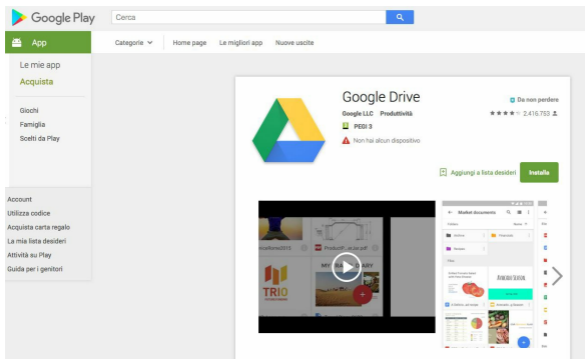 Google Play
Cerca
App
Categorie
Home page
Le migliori app
Nuove uscite
Le mie app
Acquista
Giochi
Famiglia
Scelti da Play
Account
Utilizza codice
Acquista carta regalo
La mia lista desideri
Attività su Play
Guida per i genitori
Google Drive
Google LLC Produttività
Da non perdere
2.416.753
PEGI 3
Non hai alcun dispositivo
Aggiungi a lista desideri
Installa
TRIO
Market documents